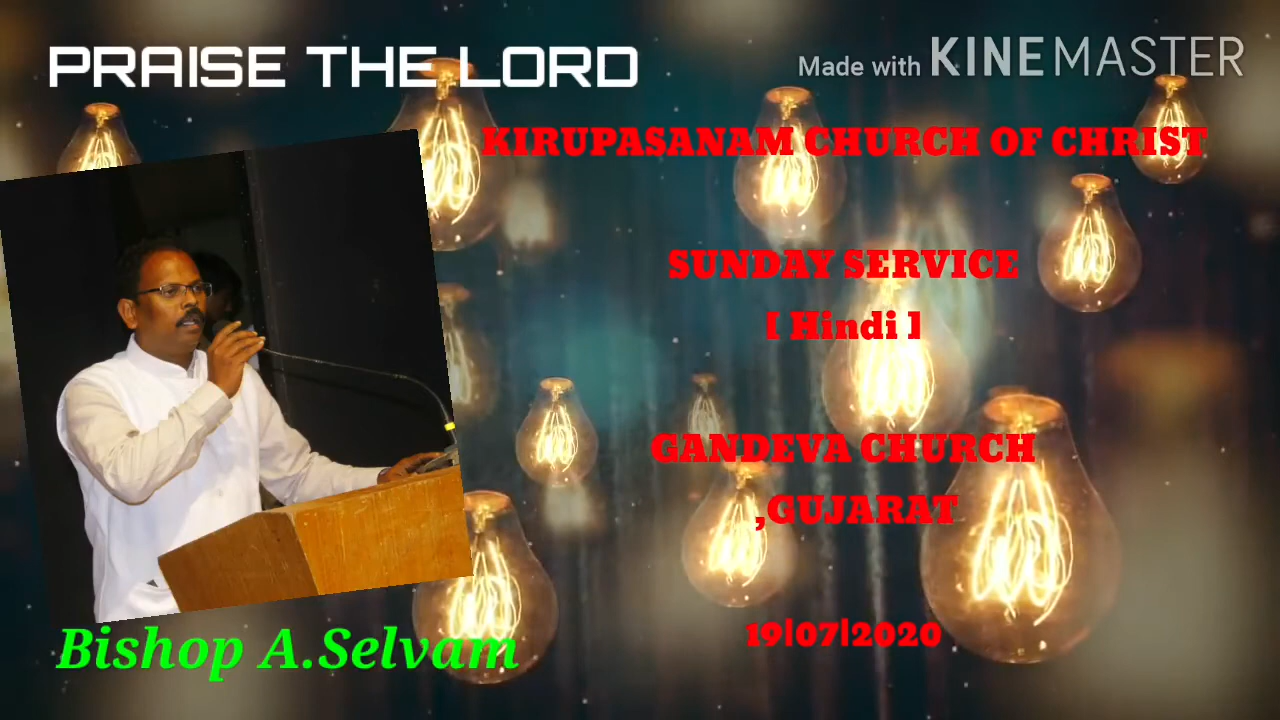 PRAISE THE LORD
Made with KINEMASTER
KIRUPASANAM CHURCH OF CHRIST
SUNDAY SERVICE
[ Hindi ]
GANDEVA CHURCH
,GUJARAT
19|07|2020
Bishop A.Selvam